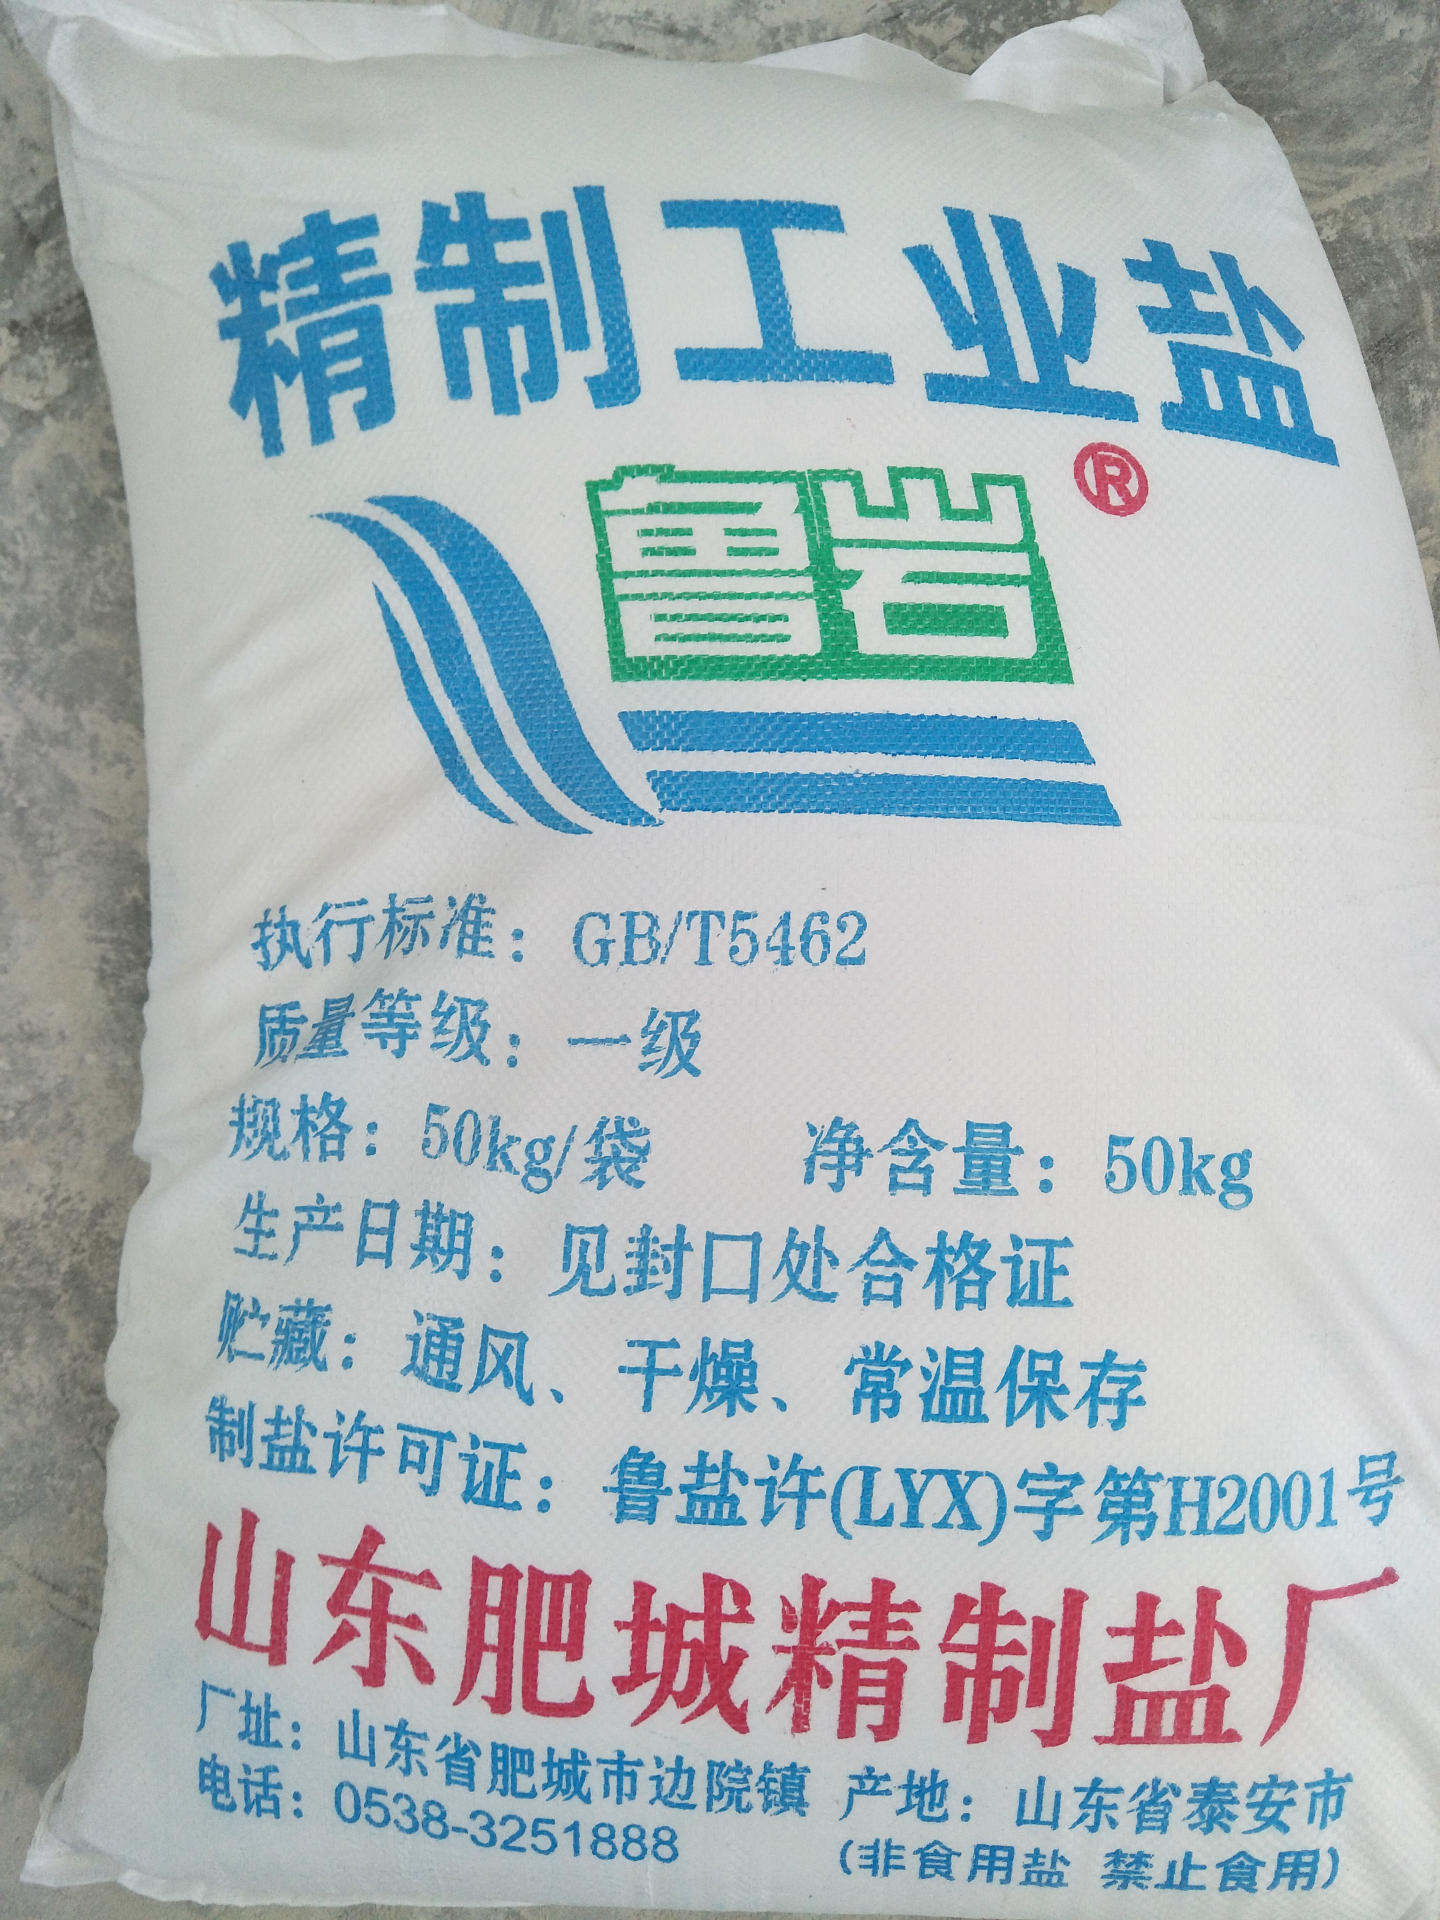 精制工业盐
鲁岩®
执行标准：GB/T5462
质量等级：一级
规格：50kg/袋 净含量：50kg
生产日期：见封口处合格证
贮藏：通风、干燥、常温保存
制盐许可证：鲁盐许(LYX)字第H2001号
山东肥城精制盐厂
厂址：山东省肥城市边院镇 产地：山东省泰安市
电话：0538-3251888 (非食用盐 禁止食用)